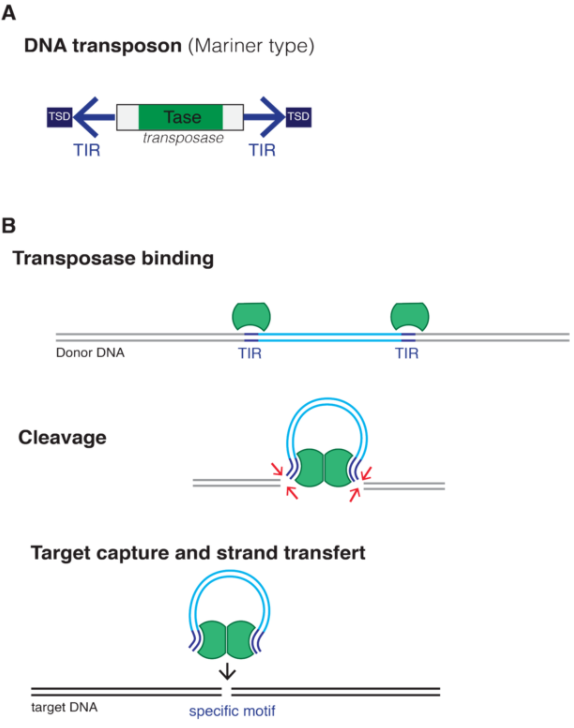 A
DNA transposon (Mariner type)
TSD Tase TSD
transposase
TIR TIR
B
Transposase binding
Donor DNA TIR TIR
Cleavage
Target capture and strand transfert
target DNA
specific motif